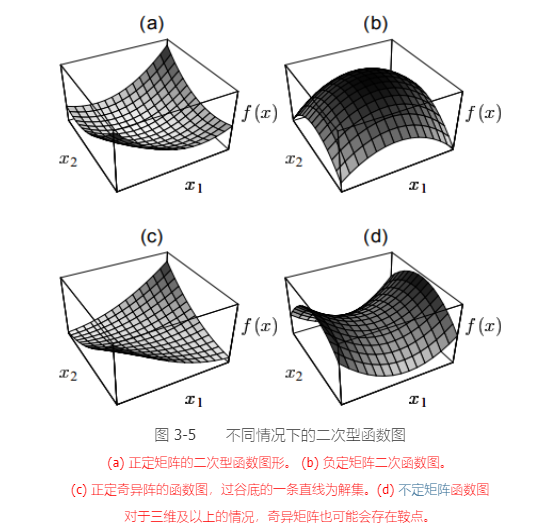 (a) (b)
f(x) f(x)
x₂ x₂
x₁ x₁
(c) (d)
f(x) f(x)
x₂ x₂
x₁ x₁
图 3-5 不同情况下的二次型函数图
(a) 正定矩阵的二次型函数图形。 (b) 负定矩阵二次函数图。
(c) 正定奇异阵的函数图，过谷底的一条直线为解集。(d) 不定矩阵函数图
对于三维及以上的情况，奇异矩阵也可能会存在鞍点。